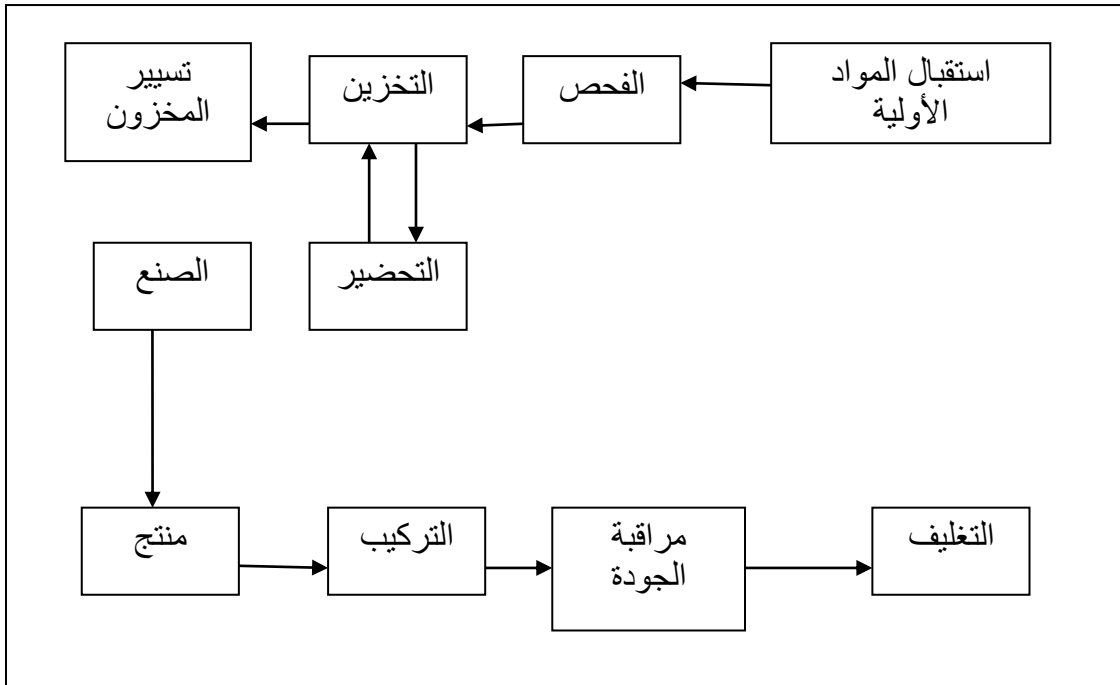 استقبال المواد
الأولية
الفحص
التخزين
تسيير
المخزون
التحضير
الصنع
منتج
التركيب
مراقبة
الجودة
التغليف